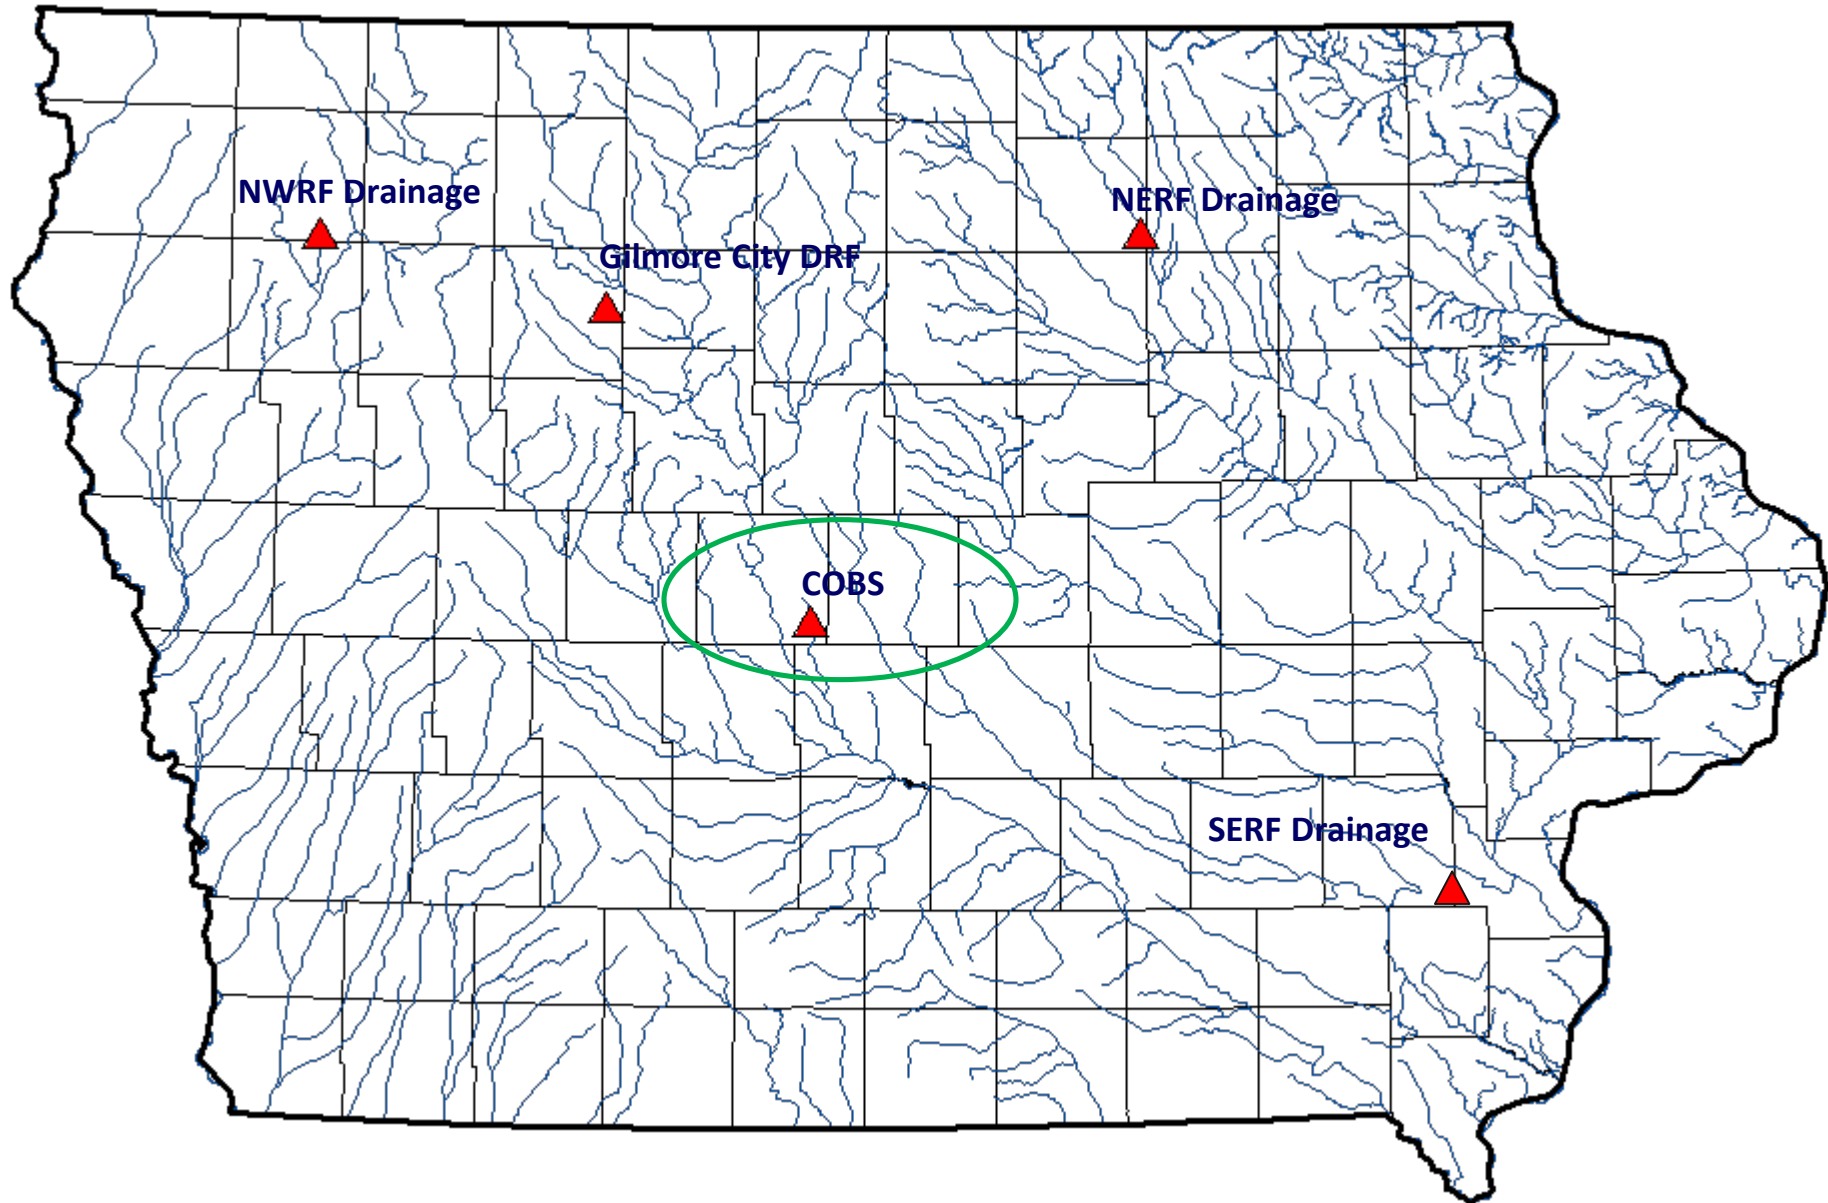 NWRF Drainage
NERF Drainage
Gilmore City DRF
COBS
SERF Drainage